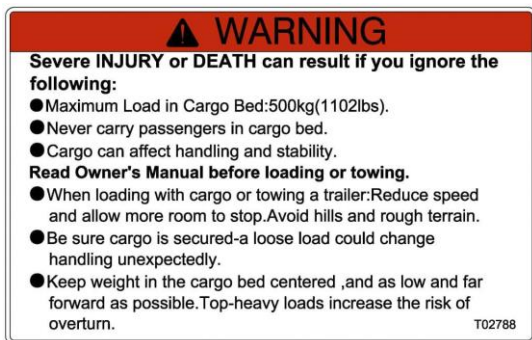 WARNING
Severe INJURY or DEATH can result if you ignore the
following:
●Maximum Load in Cargo Bed:500kg(1102lbs).
●Never carry passengers in cargo bed.
●Cargo can affect handling and stability.
Read Owner's Manual before loading or towing.
●When loading with cargo or towing a trailer:Reduce speed
and allow more room to stop.Avoid hills and rough terrain.
●Be sure cargo is secured-a loose load could change
handling unexpectedly.
●Keep weight in the cargo bed centered ,and as low and far
forward as possible.Top-heavy loads increase the risk of
overturn.
T02788